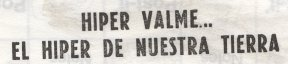 HIPER VALME...
EL HIPER DE NUESTRA TIERRA